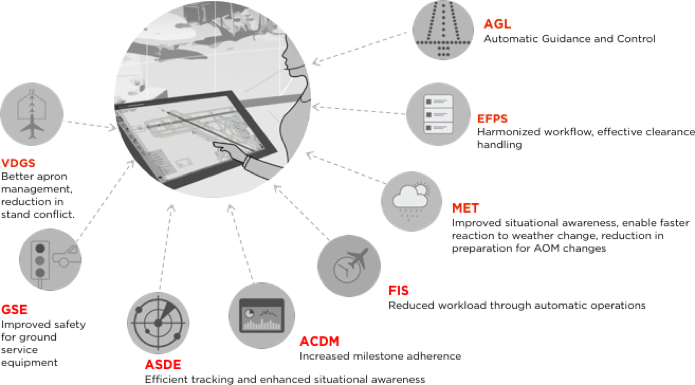 AGL
Automatic Guidance and Control
EFPS
Harmonized workflow, effective clearance
handling
VDGS
Better apron
management,
reduction in
stand conflict.
MET
Improved situational awareness, enable faster
reaction to weather change, reduction in
preparation for AOM changes
FIS
Reduced workload through automatic operations
GSE
Improved safety
for ground
service
equipment
ACDM
Increased milestone adherence
ASDE
Efficient tracking and enhanced situational awareness